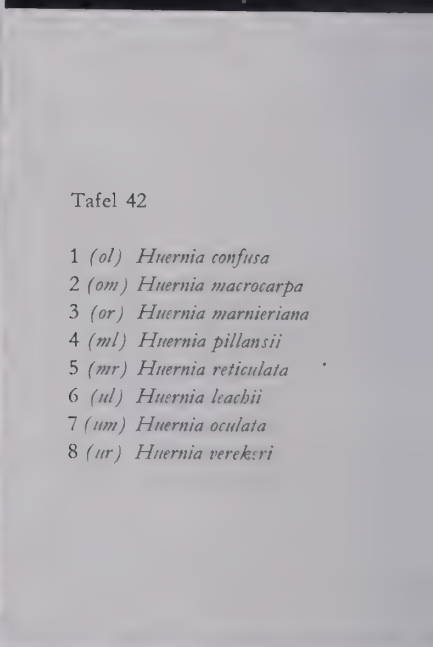 Tafel 42
1 (ol) Huernia confusa
2 (om) Huernia macrocarpa
3 (or) Huernia marnieriana
4 (ml) Huernia pillansii
5 (mr) Huernia reticulata
6 (ul) Huernia leachii
7 (um) Huernia oculata
8 (ur) Huernia verekeri